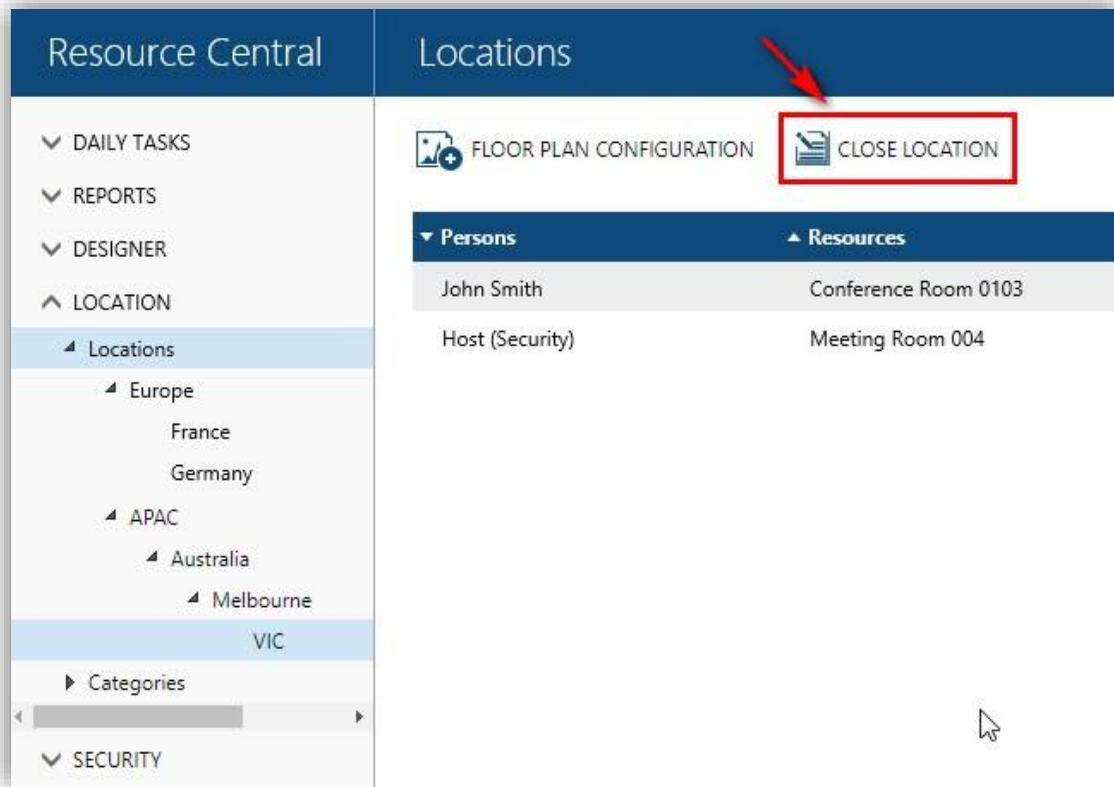 Resource Central
Locations
DAILY TASKS
REPORTS
DESIGNER
LOCATION
Locations
Europe
France
Germany
APAC
Australia
Melbourne
VIC
Categories
SECURITY
FLOOR PLAN CONFIGURATION CLOSE LOCATION
Persons Resources
John Smith Conference Room 0103
Host (Security) Meeting Room 004